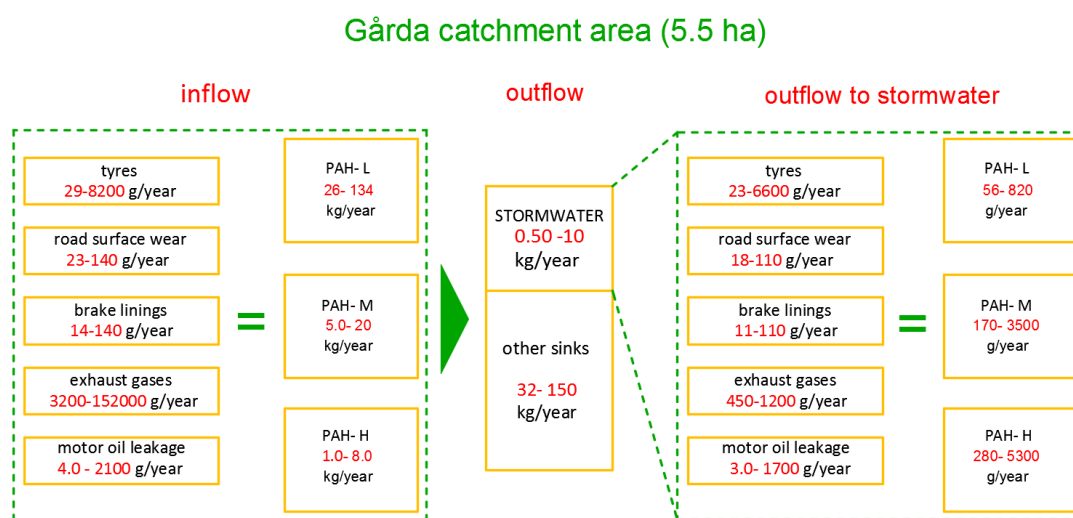 Gårda catchment area (5.5 ha)
inflow
outflow
outflow to stormwater
tyres
29-8200 g/year
road surface wear
23-140 g/year
brake linings
14-140 g/year
exhaust gases
3200-152000 g/year
motor oil leakage
4.0 - 2100 g/year
=
PAH- L
26- 134
kg/year
PAH- M
5.0- 20
kg/year
PAH- H
1.0- 8.0
kg/year
STORMWATER
0.50 -10
kg/year
other sinks
32- 150
kg/year
tyres
23-6600 g/year
road surface wear
18-110 g/year
brake linings
11-110 g/year
exhaust gases
450-1200 g/year
motor oil leakage
3.0- 1700 g/year
=
PAH- L
56- 820
g/year
PAH- M
170- 3500
g/year
PAH- H
280- 5300
g/year